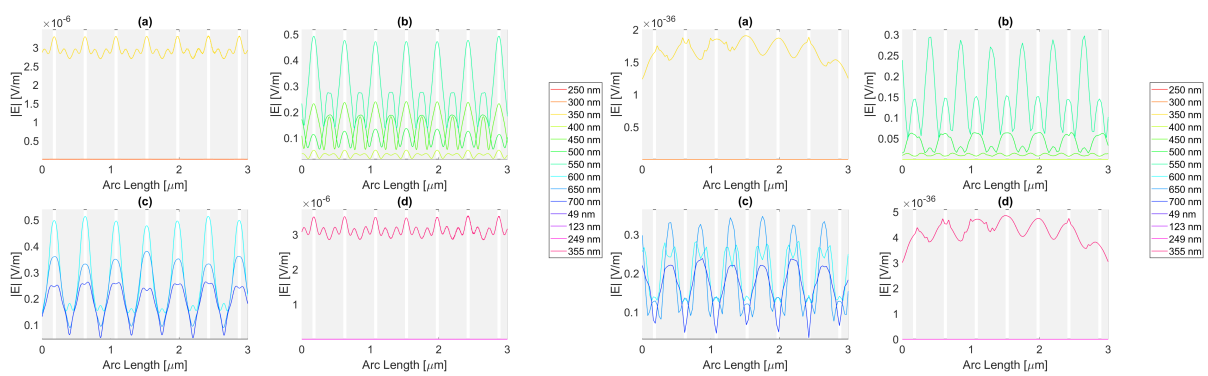 ×10⁻⁶
(a)
|E| [V/m]
3
2.5
2
1.5
1
0.5
0
1
2
3
Arc Length [μm]
(b)
|E| [V/m]
0.5
0.4
0.3
0.2
0.1
0
1
2
3
Arc Length [μm]
(c)
|E| [V/m]
0.5
0.4
0.3
0.2
0.1
0
1
2
3
Arc Length [μm]
×10⁻⁶
(d)
|E| [V/m]
3
2
1
0
1
2
3
Arc Length [μm]
250 nm
300 nm
350 nm
400 nm
450 nm
500 nm
550 nm
600 nm
650 nm
700 nm
49 nm
123 nm
249 nm
355 nm
×10⁻³⁶
(a)
|E| [V/m]
2
1.5
1
0.5
0
1
2
3
Arc Length [μm]
(b)
|E| [V/m]
0.3
0.25
0.2
0.15
0.1
0.05
0
1
2
3
Arc Length [μm]
(c)
|E| [V/m]
0.3
0.2
0.1
0
1
2
3
Arc Length [μm]
×10⁻³⁶
(d)
|E| [V/m]
5
4
3
2
1
0
0
1
2
3
Arc Length [μm]
250 nm
300 nm
350 nm
400 nm
450 nm
500 nm
550 nm
600 nm
650 nm
700 nm
49 nm
123 nm
249 nm
355 nm